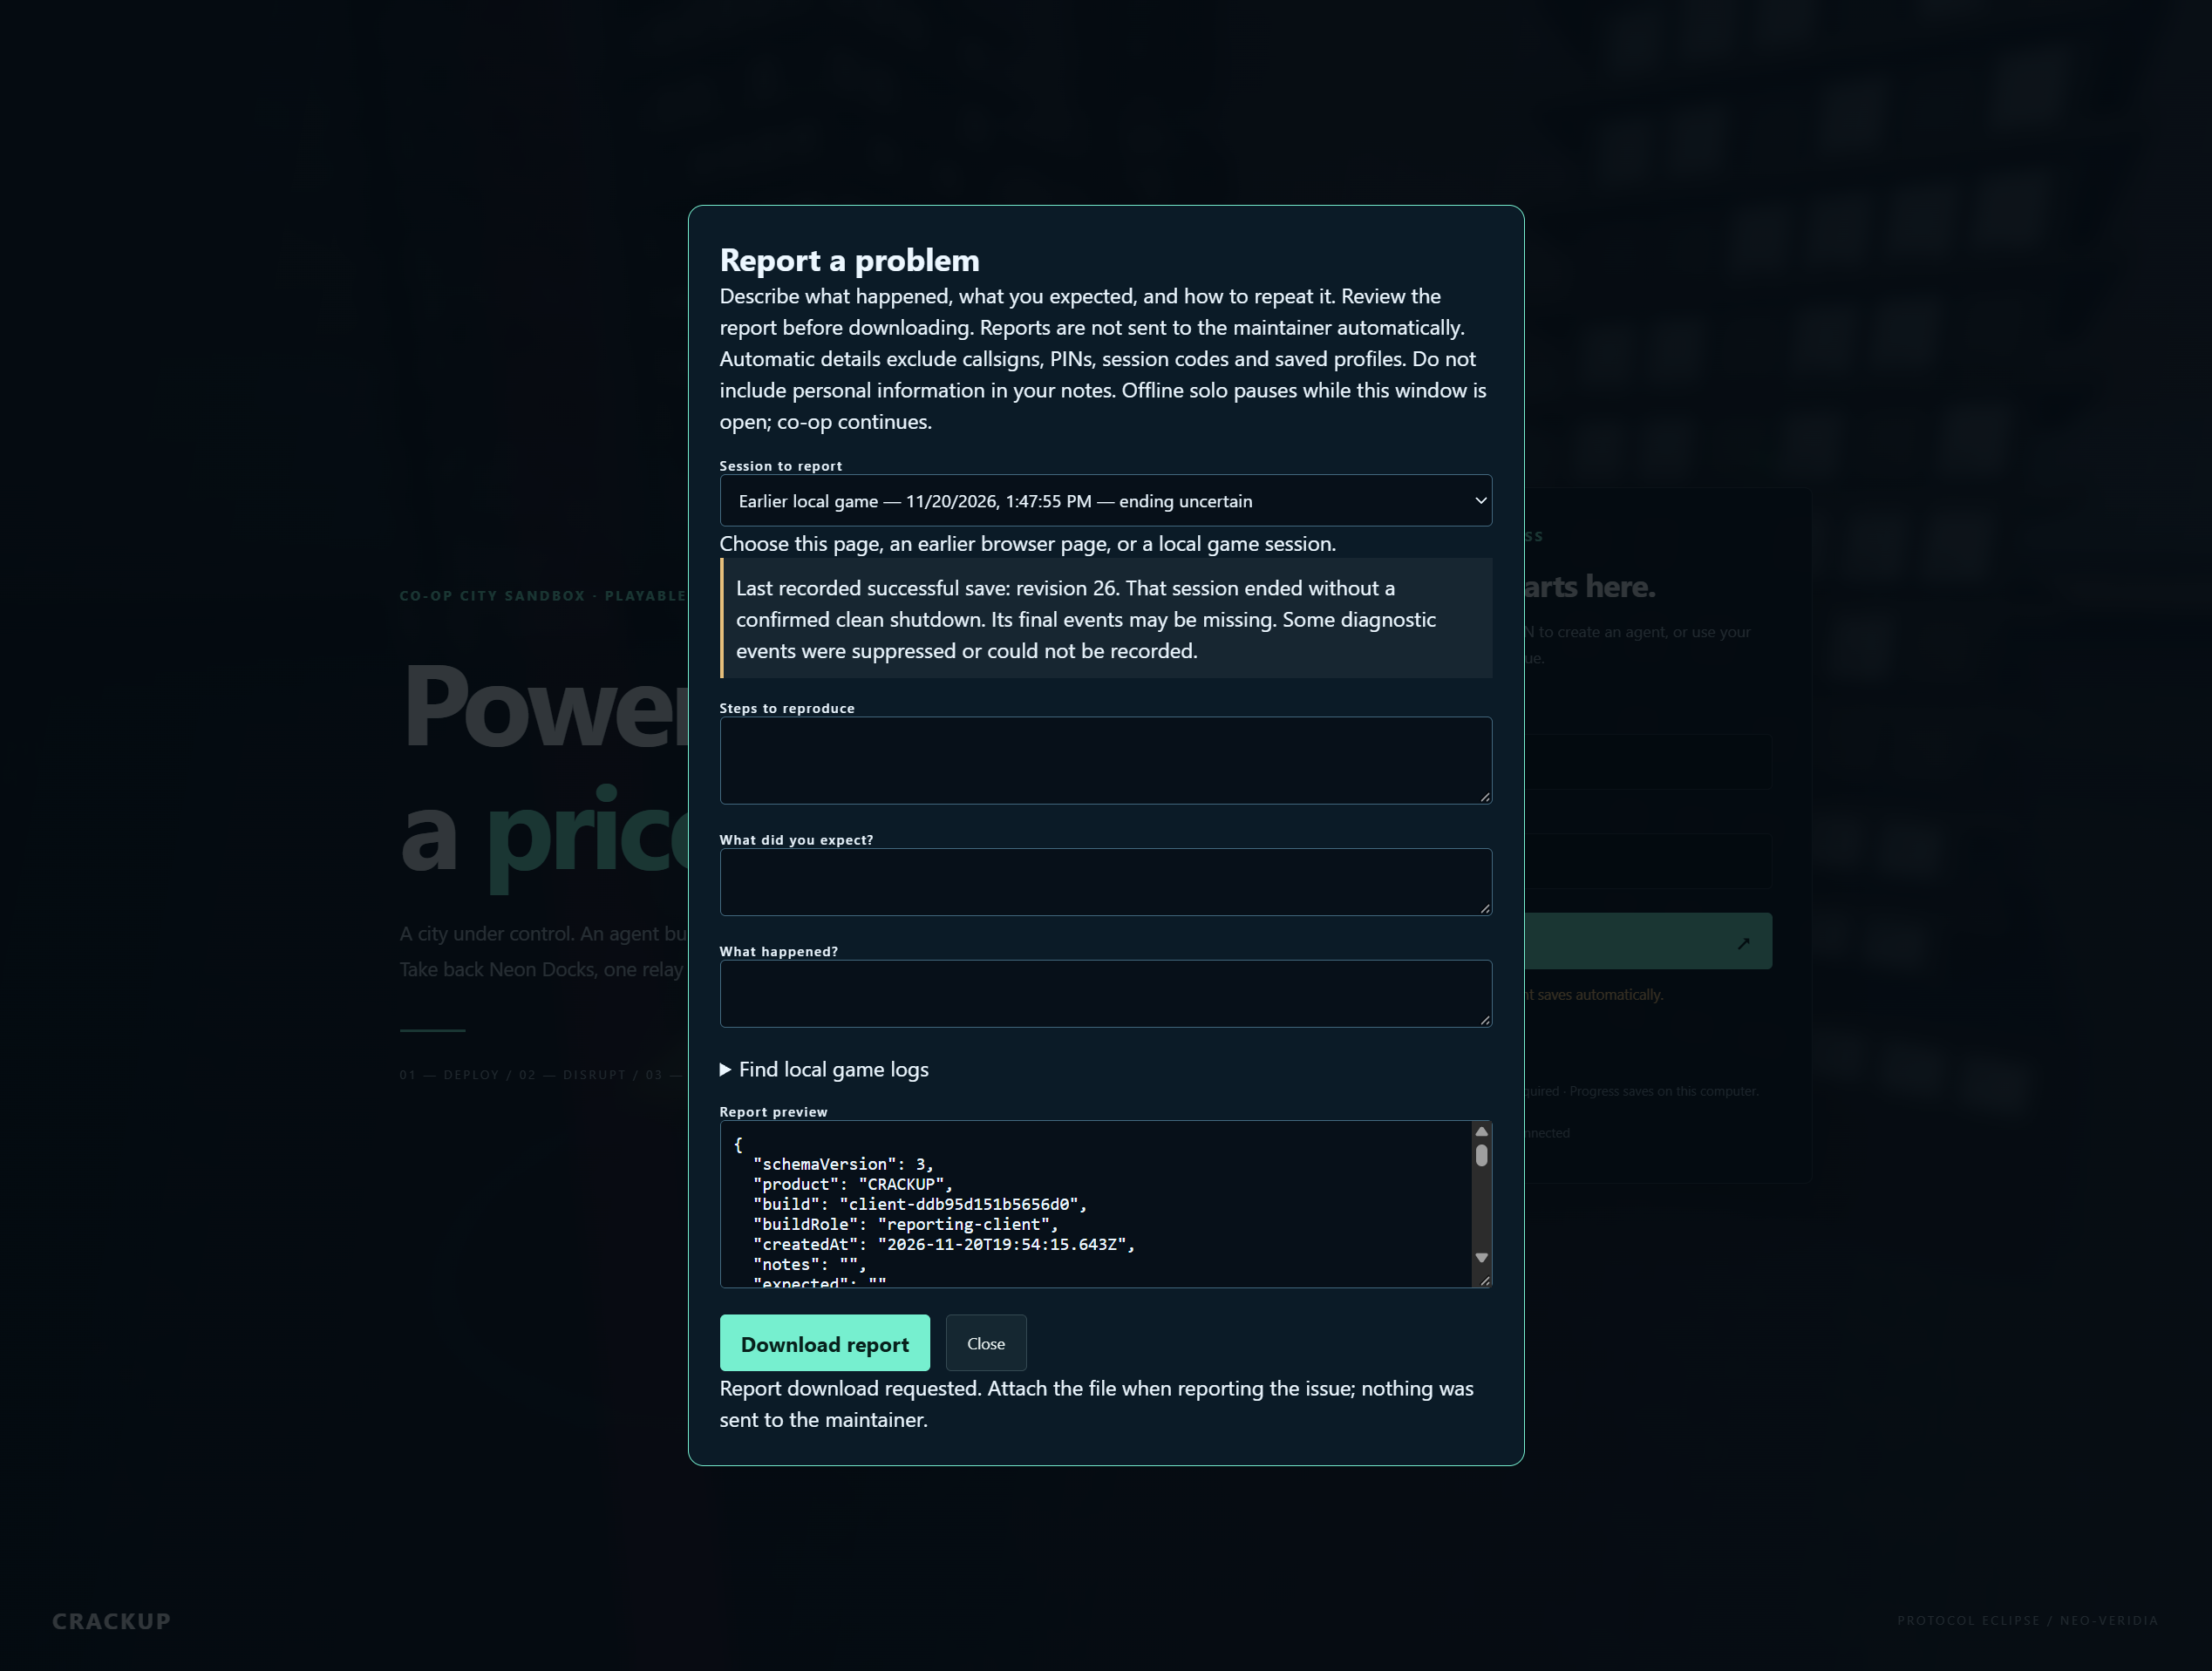 Report a problem
Describe what happened, what you expected, and how to repeat it. Review the
report before downloading. Reports are not sent to the maintainer automatically.
Automatic details exclude callsigns, PINs, session codes and saved profiles. Do not
include personal information in your notes. Offline solo pauses while this window is
open; co-op continues.
Session to report
Earlier local game — 11/20/2026, 1:47:55 PM — ending uncertain
Choose this page, an earlier browser page, or a local game session.
Last recorded successful save: revision 26. That session ended without a
confirmed clean shutdown. Its final events may be missing. Some diagnostic
events were suppressed or could not be recorded.
Steps to reproduce
What did you expect?
What happened?
Find local game logs
Report preview
{
"schemaVersion": 3,
"product": "CRACKUP",
"build": "client-ddb95d151b5656d0",
"buildRole": "reporting-client",
"createdAt": "2026-11-20T19:54:15.643Z",
"notes": "",
"expected": ""
Download report
Close
Report download requested. Attach the file when reporting the issue; nothing was
sent to the maintainer.
CO-OP CITY SANDBOX · PLAYABLE
Power
a price
A city under control. An agent bu
Take back Neon Docks, one relay
01 — DEPLOY / 02 — DISRUPT / 03 —
ss
arts here.
N to create an agent, or use your
ue.
nt saves automatically.
quired · Progress saves on this computer.
nnected
CRACKUP
PROTOCOL ECLIPSE / NEO-VERIDIA